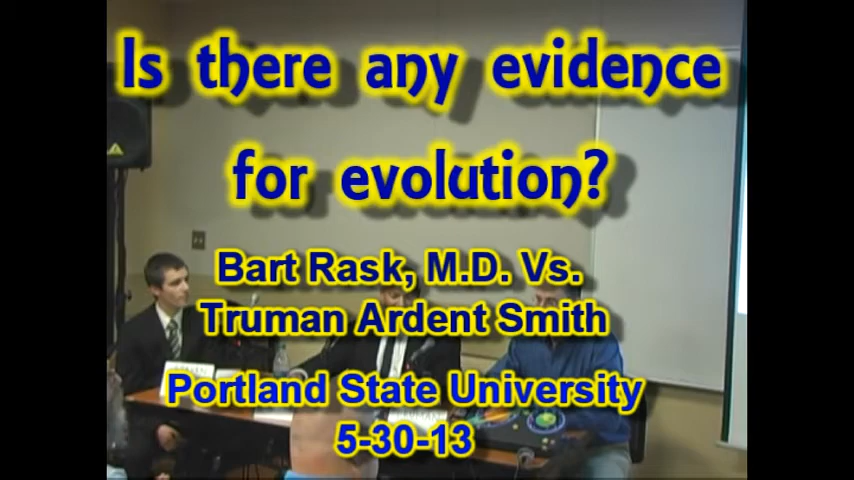 Is there any evidence
for evolution?
Bart Rask, M.D. Vs.
Truman Ardent Smith
Portland State University
5-30-13